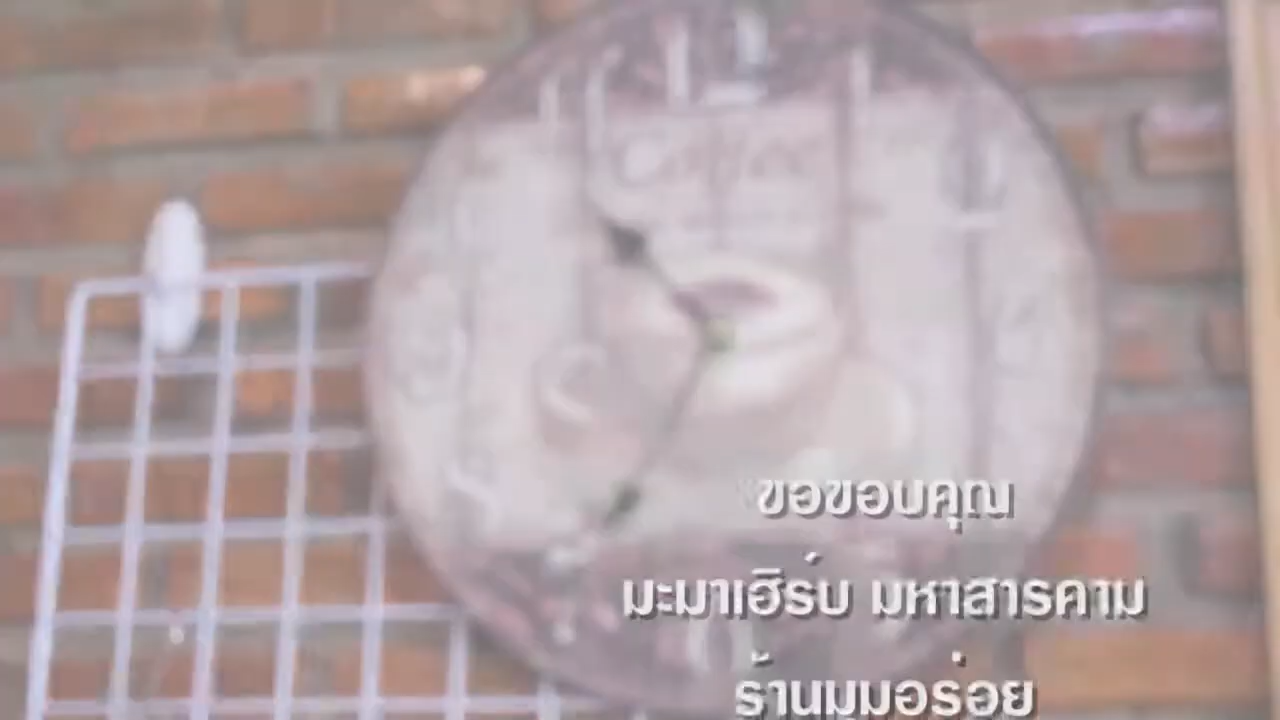 Coffee
ขอขอบคุณ
มะมาเฮิร์บ มหาสารคาม
ร้านมุมอร่อย